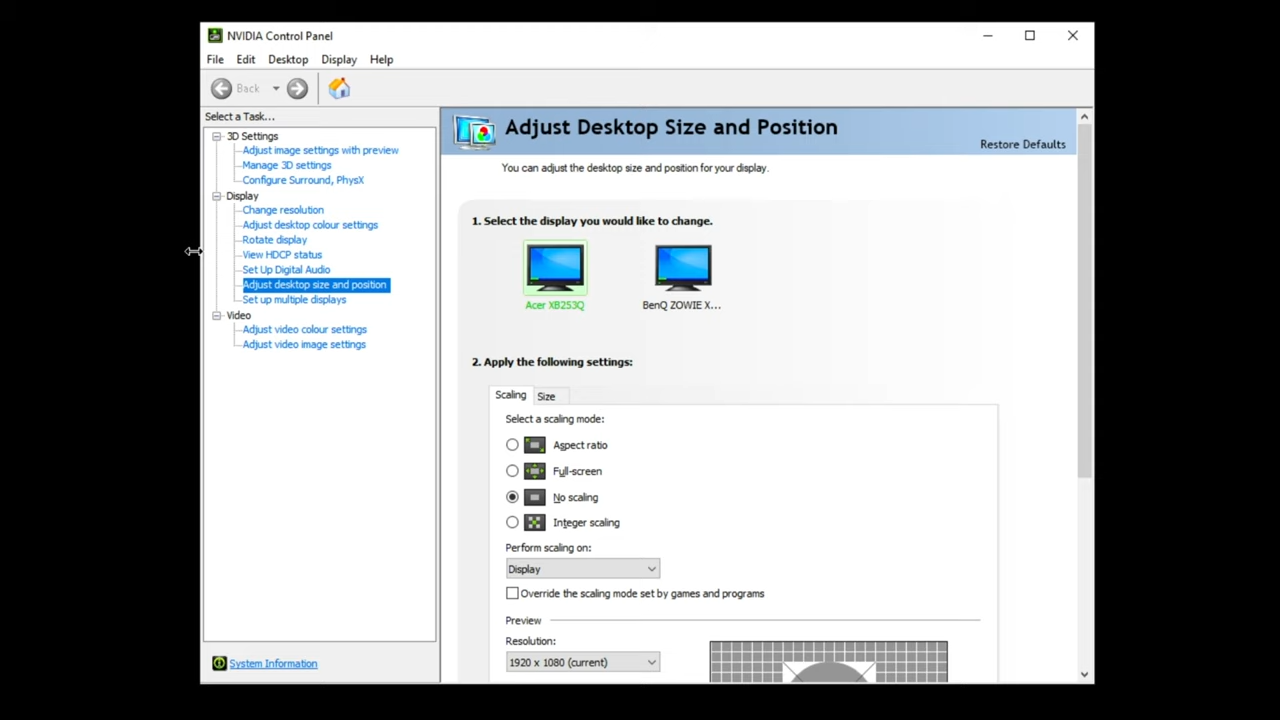 NVIDIA Control Panel
File Edit Desktop Display Help
Back
Select a Task...
3D Settings
Adjust image settings with preview
Manage 3D settings
Configure Surround, PhysX
Display
Change resolution
Adjust desktop colour settings
Rotate display
View HDCP status
Set Up Digital Audio
Adjust desktop size and position
Set up multiple displays
Video
Adjust video colour settings
Adjust video image settings
System Information
Adjust Desktop Size and Position
Restore Defaults
You can adjust the desktop size and position for your display.
1. Select the display you would like to change.
Acer XB253Q BenQ ZOWIE X...
2. Apply the following settings:
Scaling Size
Select a scaling mode:
Aspect ratio
Full-screen
No scaling
Integer scaling
Perform scaling on:
Display
Override the scaling mode set by games and programs
Preview
Resolution:
1920 x 1080 (current)